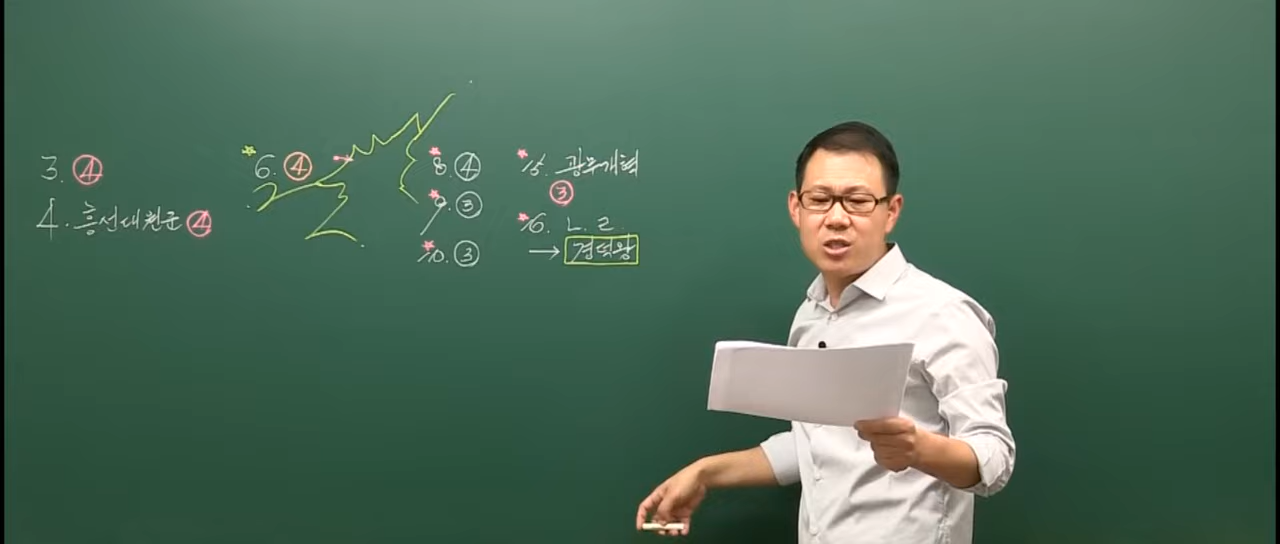 3. ④
4. 흥선대원군 ④
6. ④
8. ④
9. ③
10. ③
15. 광무개혁
③
16. ㄴ. ㄹ.
→ 경덕왕